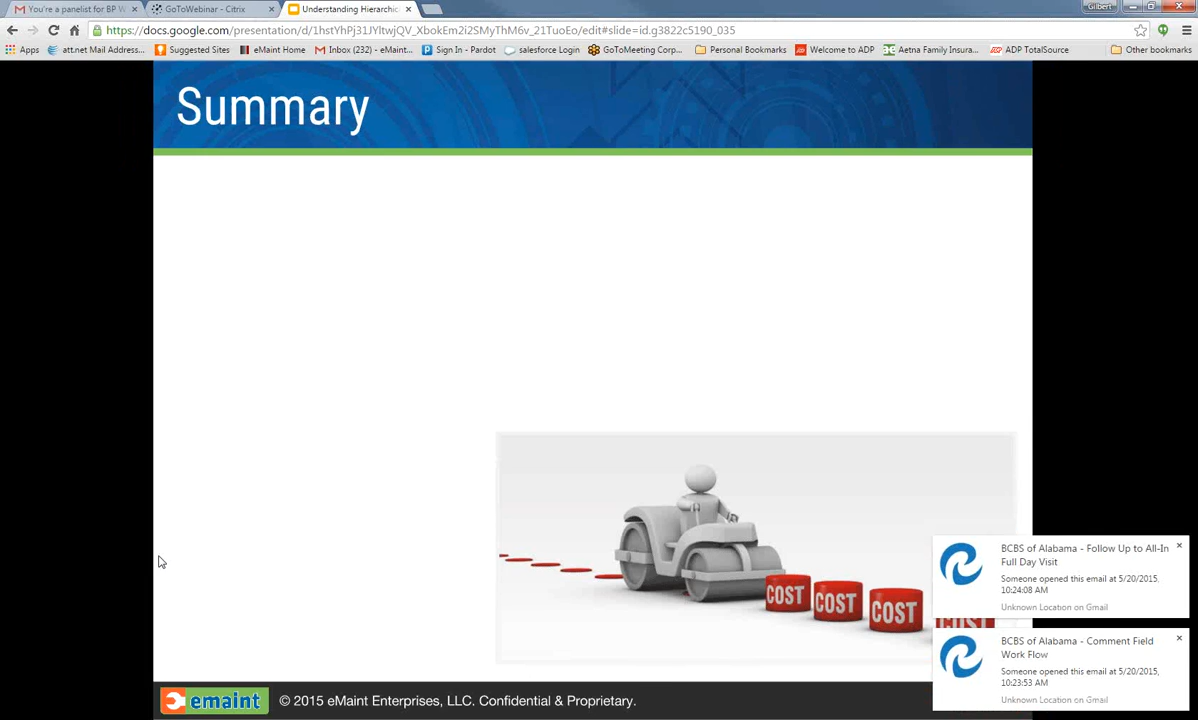 You're a panelist for BP W
GoToWebinar - Citrix
Understanding Hierarchic
Gilbert
https://docs.google.com/presentation/d/1hstYhPj31JYltwjQV_XbokEm2i2SMyThM6v_21TuoEo/edit#slide=id.g3822c5190_035
Apps att.net Mail Address... Suggested Sites eMaint Home Inbox (232) - eMaint... Sign In - Pardot salesforce Login GoToMeeting Corp... Personal Bookmarks Welcome to ADP Aetna Family Insura... ADP TotalSource Other bookmarks
Summary
COST COST COST COST
BCBS of Alabama - Follow Up to All-In
Full Day Visit
Someone opened this email at 5/20/2015,
10:24:08 AM
Unknown Location on Gmail
BCBS of Alabama - Comment Field
Work Flow
Someone opened this email at 5/20/2015,
10:23:53 AM
Unknown Location on Gmail
emaint © 2015 eMaint Enterprises, LLC. Confidential & Proprietary.